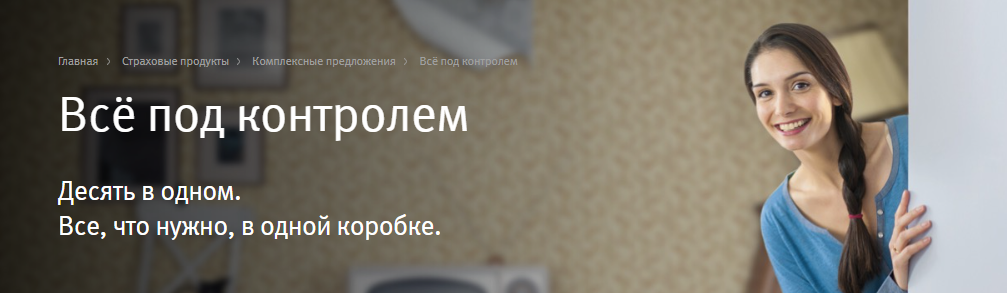 Главная › Страховые продукты › Комплексные предложения › Всё под контролем
Всё под контролем
Десять в одном.
Все, что нужно, в одной коробке.